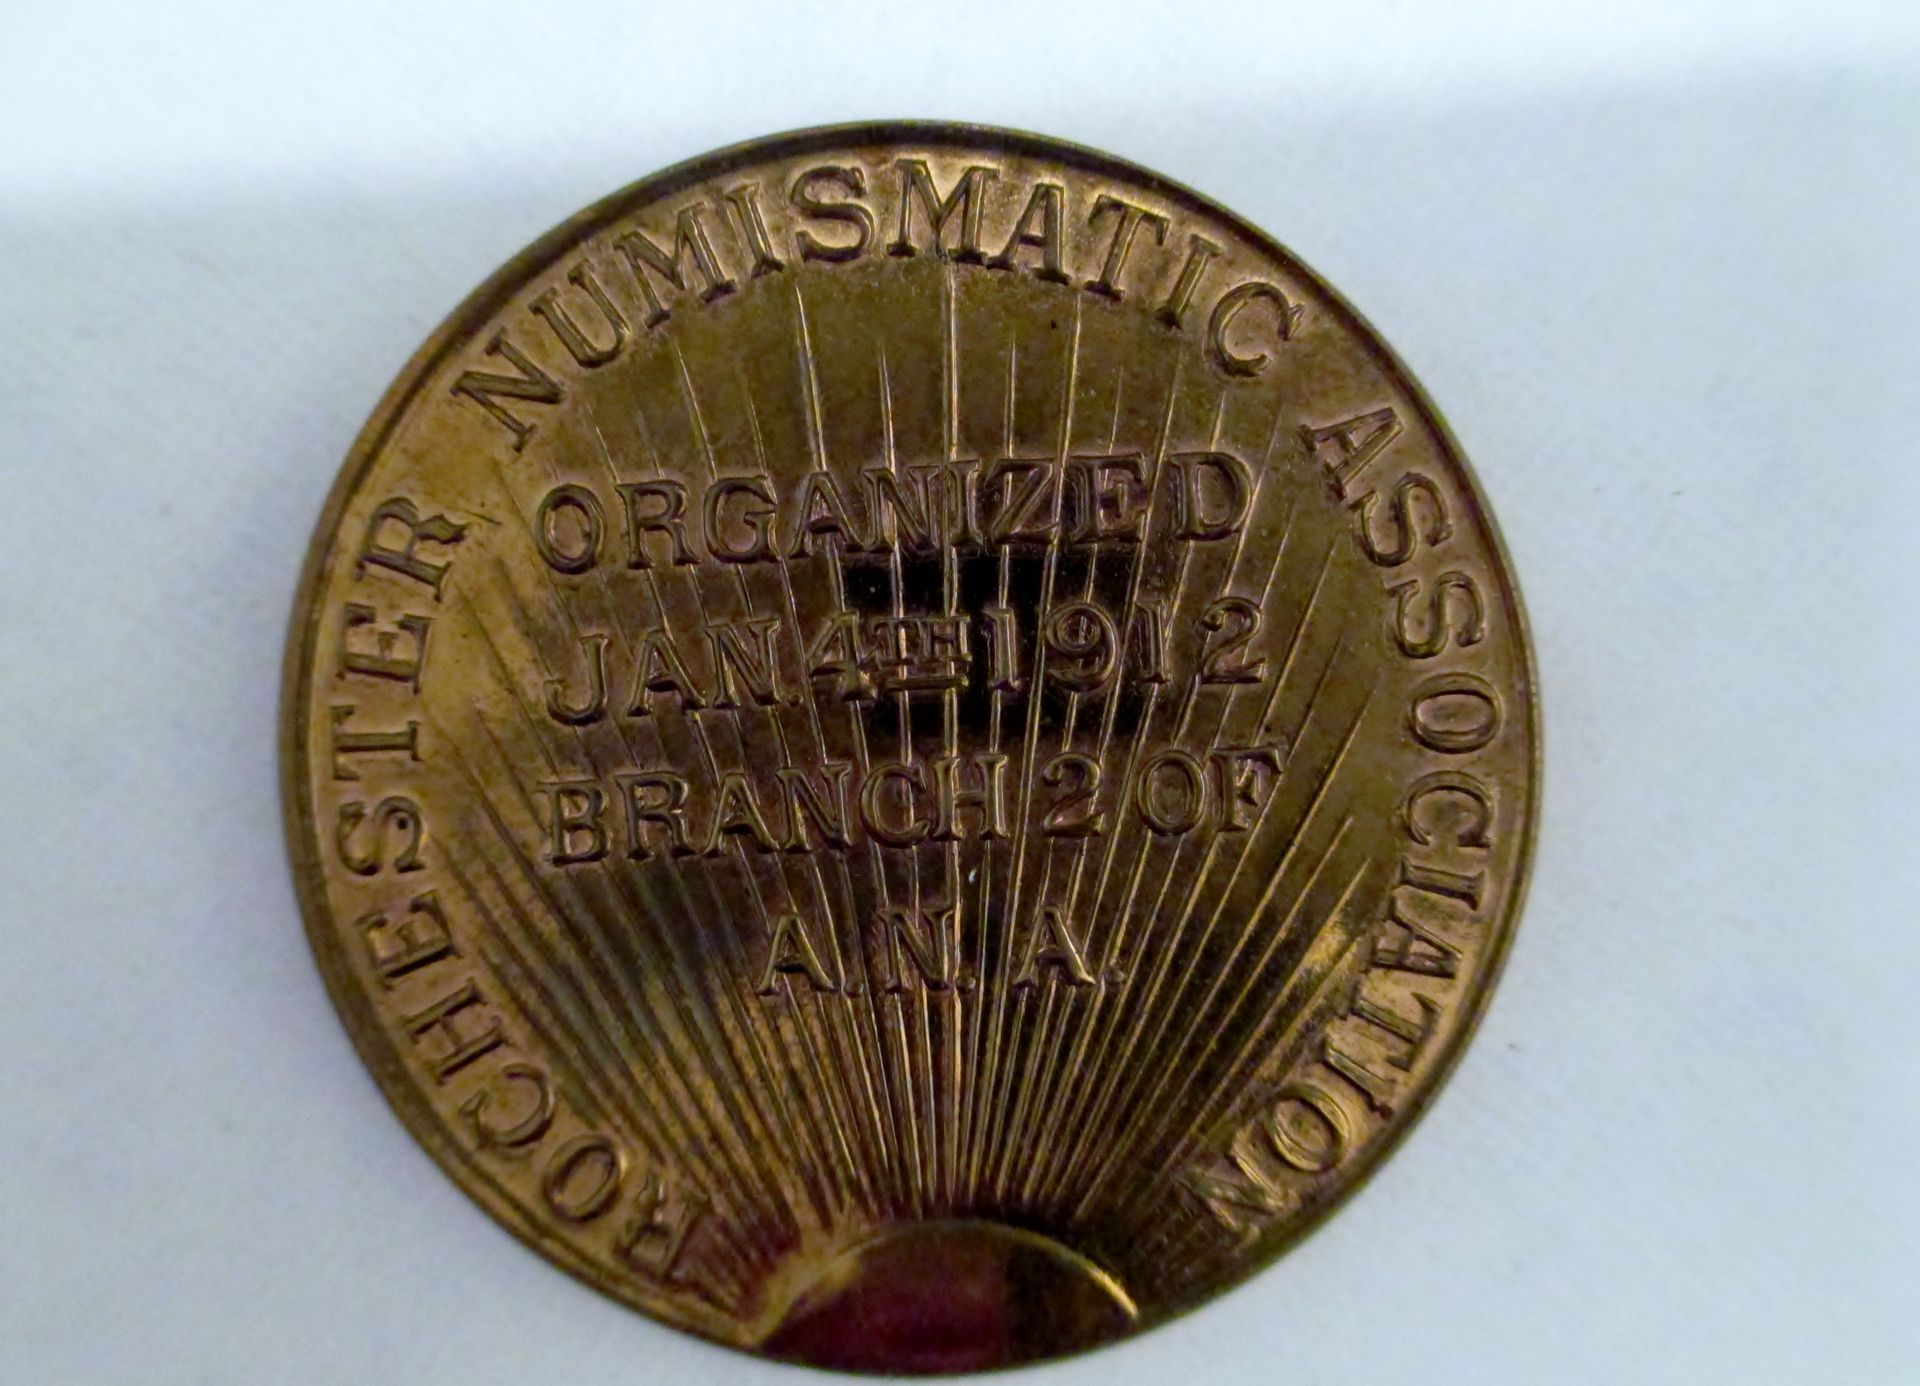 ROCHESTER NUMISMATIC ASSOCIATION
ORGANIZED
JAN. 4TH 1912
BRANCH 2 OF
A.N.A.